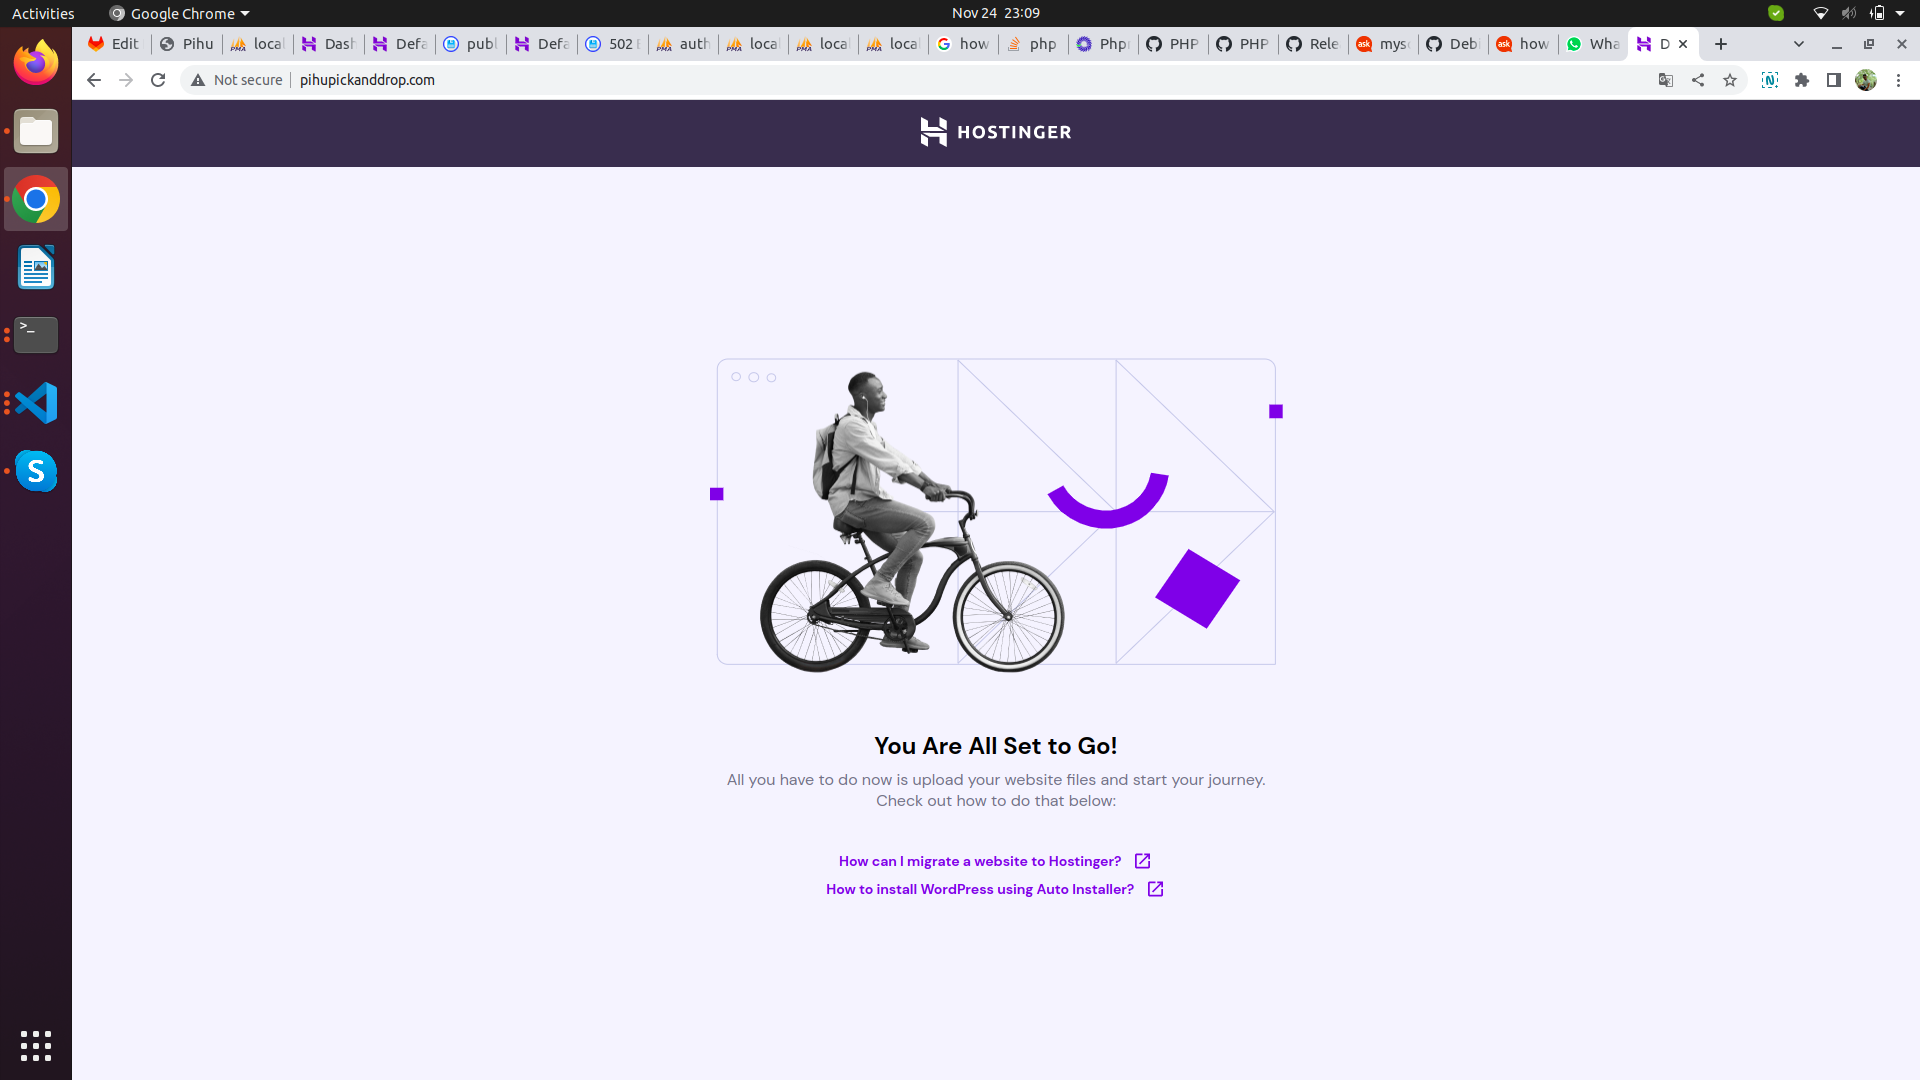 Activities
Google Chrome
Nov 24 23:09
Edit
Pihu
local
Dash
Defa
publ
Defa
502 E
auth
local
local
local
how
php
Phpm
PHP
PHP
Rele
mysq
Debi
how
Wha
D
Not secure
pihupickanddrop.com
HOSTINGER
You Are All Set to Go!
All you have to do now is upload your website files and start your journey.
Check out how to do that below:
How can I migrate a website to Hostinger?
How to install WordPress using Auto Installer?